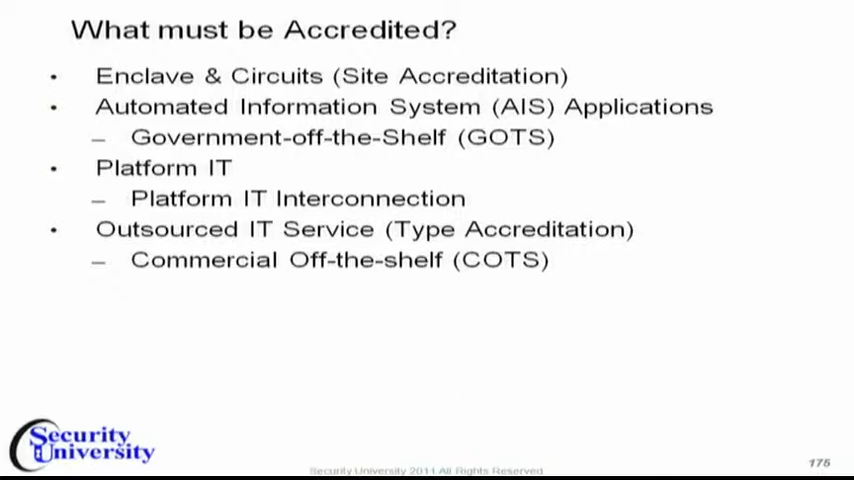 What must be Accredited?
• Enclave & Circuits (Site Accreditation)
• Automated Information System (AIS) Applications
– Government-off-the-Shelf (GOTS)
• Platform IT
– Platform IT Interconnection
• Outsourced IT Service (Type Accreditation)
– Commercial Off-the-shelf (COTS)
Security
University
Security University 2011 All Rights Reserved
175